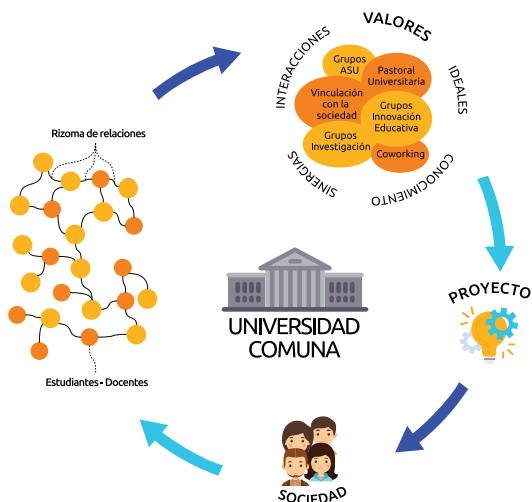 VALORES
INTERACCIONES
IDEALES
Grupos
ASU
Pastoral
Universitaria
Vinculación
con la
sociedad
Grupos
Innovación
Educativa
Grupos
Investigación
Coworking
SINERGIAS
CONOCIMIENTO
Rizoma de relaciones
Estudiantes - Docentes
UNIVERSIDAD
COMUNA
PROYECTO
SOCIEDAD